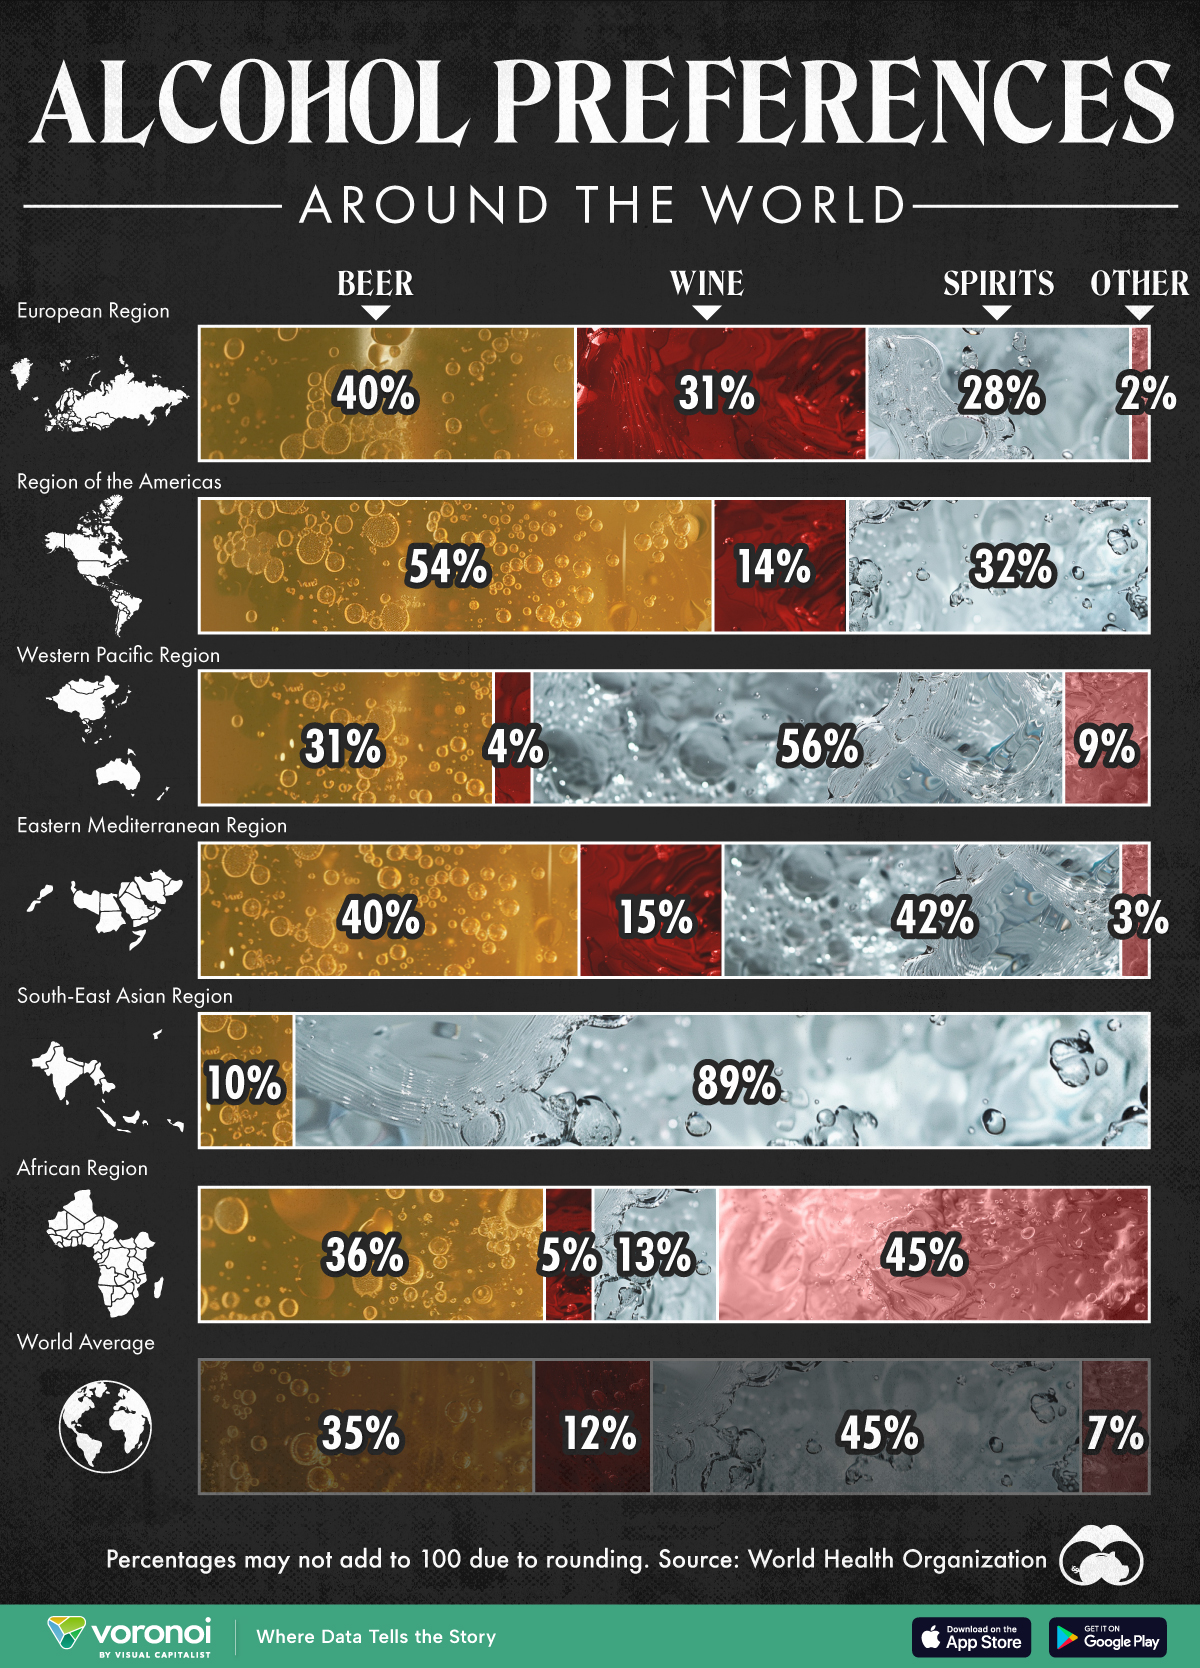 ALCOHOL PREFERENCES
AROUND THE WORLD
BEER WINE SPIRITS OTHER
European Region
40% 31% 28% 2%
Region of the Americas
54% 14% 32%
Western Pacific Region
31% 4% 56% 9%
Eastern Mediterranean Region
40% 15% 42% 3%
South-East Asian Region
10% 89%
African Region
36% 5% 13% 45%
World Average
35% 12% 45% 7%
Percentages may not add to 100 due to rounding. Source: World Health Organization
voronoi
BY VISUAL CAPITALIST
Where Data Tells the Story
Download on the
App Store
GET IT ON
Google Play